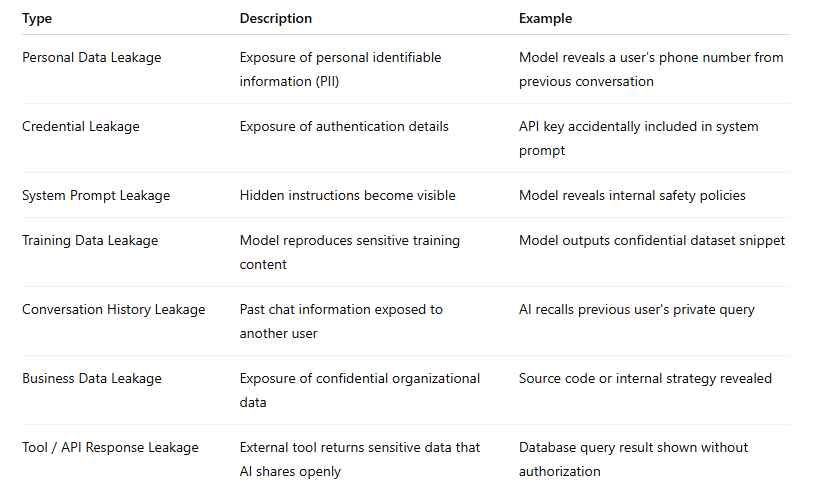 Type Description Example
Personal Data Leakage Exposure of personal identifiable Model reveals a user's phone number from
information (PII) previous conversation
Credential Leakage Exposure of authentication details API key accidentally included in system
prompt
System Prompt Leakage Hidden instructions become visible Model reveals internal safety policies
Training Data Leakage Model reproduces sensitive training Model outputs confidential dataset snippet
content
Conversation History Leakage Past chat information exposed to AI recalls previous user's private query
another user
Business Data Leakage Exposure of confidential organizational Source code or internal strategy revealed
data
Tool / API Response Leakage External tool returns sensitive data that Database query result shown without
AI shares openly authorization